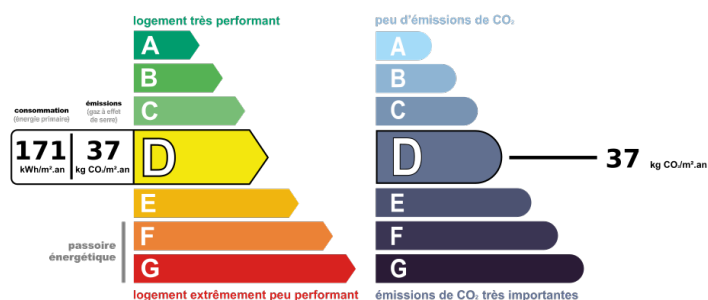 logement très performant
A
B
C
consommation
(énergie primaire)
émissions
(gaz à effet
de serre)
171
kWh/m².an
37
kg CO₂/m².an
D
E
F
G
passoire
énergétique
logement extrêmement peu performant
peu d'émissions de CO₂
A
B
C
D
37
kg CO₂/m².an
E
F
G
émissions de CO₂ très importantes